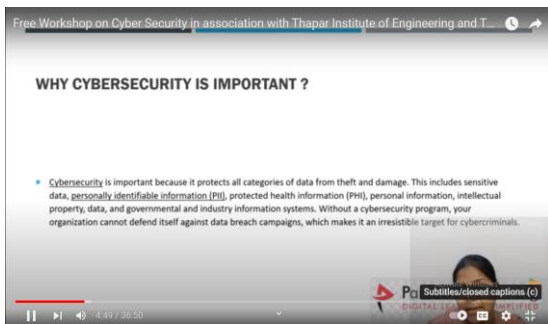 Free Workshop on Cyber Security in association with Thapar Institute of Engineering and T...
WHY CYBERSECURITY IS IMPORTANT ?
• Cybersecurity is important because it protects all categories of data from theft and damage. This includes sensitive
data, personally identifiable information (PII), protected health information (PHI), personal information, intellectual
property, data, and governmental and industry information systems. Without a cybersecurity program, your
organization cannot defend itself against data breach campaigns, which makes it an irresistible target for cybercriminals.
Pa
Subtitles/closed captions (c)
DIGITAL
4:49 / 36:50
CC